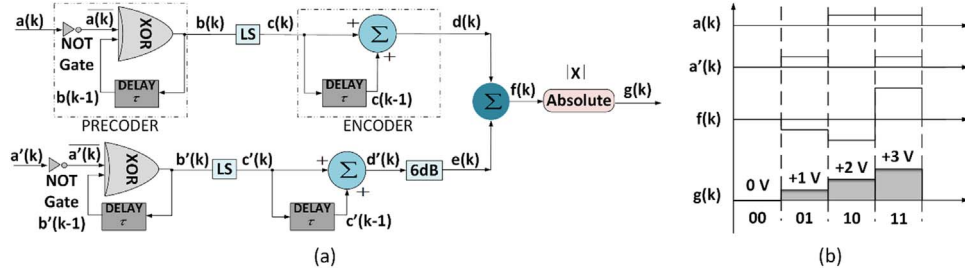 a(k) a(k) b(k) LS c(k) + d(k)
XOR Σ
NOT
Gate
+
DELAY
τ
DELAY
τ
b(k-1) c(k-1)
PRECODER ENCODER
Σ f(k) |X| Absolute g(k)
a'(k) a'(k) b'(k) LS c'(k) + d'(k) 6dB e(k)
XOR Σ
NOT
Gate
+
DELAY
τ
DELAY
τ
b'(k-1) c'(k-1)
(a)
a(k)
a'(k)
f(k)
g(k)
0 V +1 V +2 V +3 V
00 01 10 11
(b)